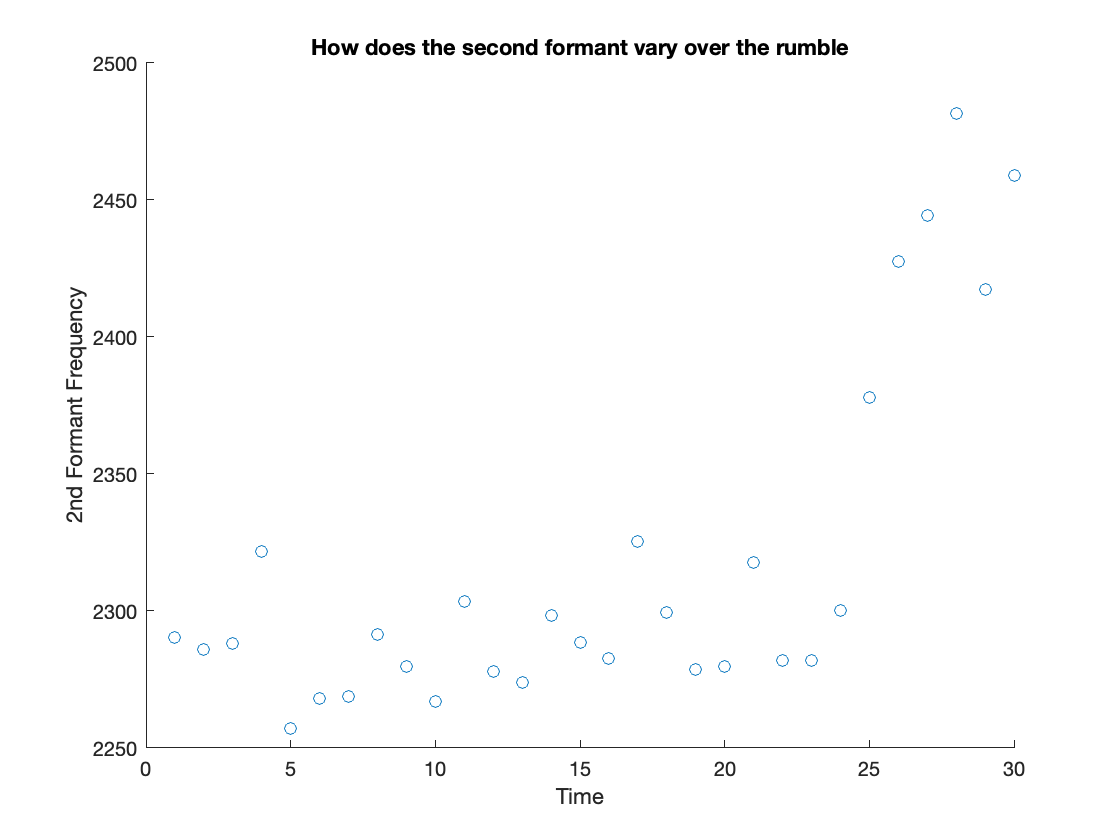 How does the second formant vary over the rumble
2500
2450
2400
2350
2300
2250
2nd Formant Frequency
0 5 10 15 20 25 30
Time